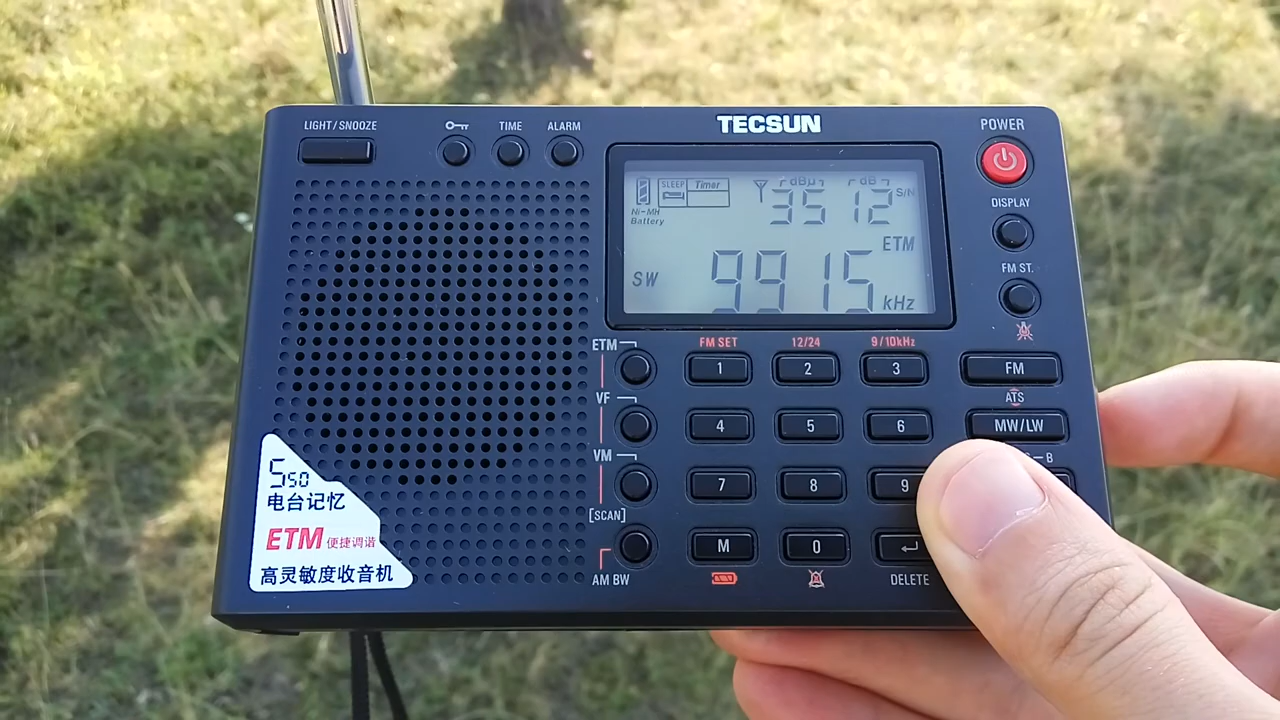 LIGHT/SNOOZE
TIME
ALARM
TECSUN
POWER
SLEEP
Timer
dBµ
dB
Ni-MH
Battery
35 12
S/N
ETM
SW
9915
kHz
DISPLAY
FM ST.
ETM
FM SET
12/24
9/10kHz
1
2
3
FM
VF
ATS
4
5
6
MW/LW
VM
B
7
8
9
[SCAN]
M
0
AM BW
DELETE
550
电台记忆
ETM 便捷调谐
高灵敏度收音机